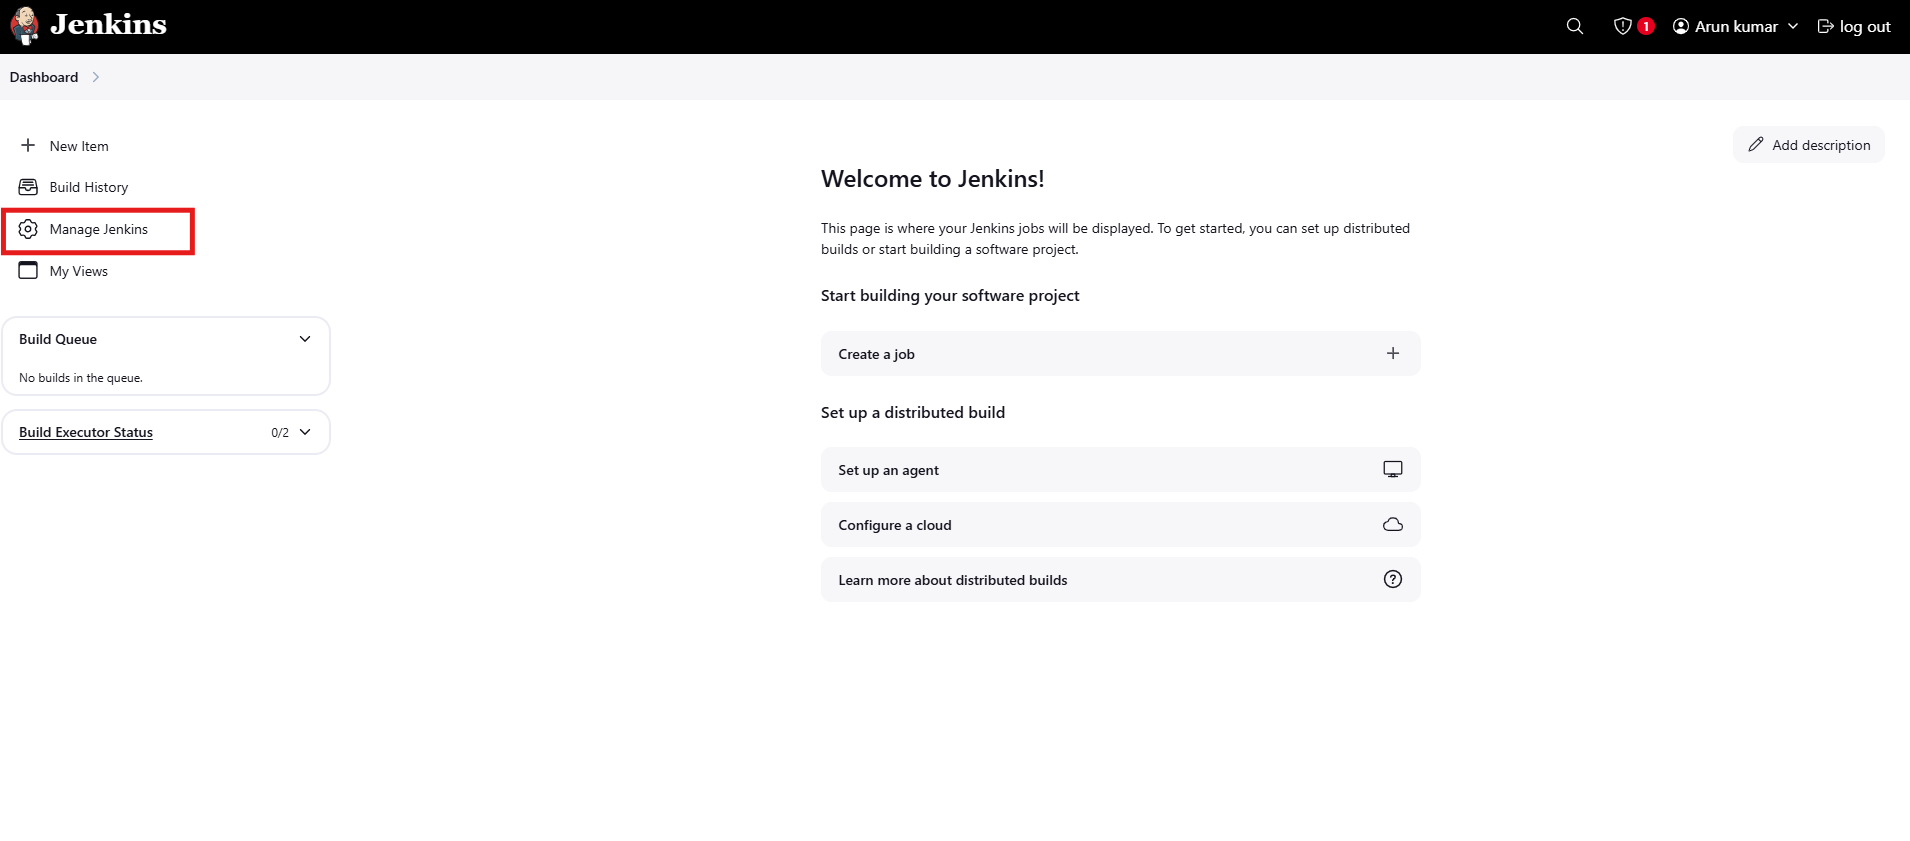 Jenkins
1
Arun kumar
log out
Dashboard
New Item
Build History
Manage Jenkins
My Views
Build Queue
No builds in the queue.
Build Executor Status
0/2
Add description
Welcome to Jenkins!
This page is where your Jenkins jobs will be displayed. To get started, you can set up distributed
builds or start building a software project.
Start building your software project
Create a job
Set up a distributed build
Set up an agent
Configure a cloud
Learn more about distributed builds